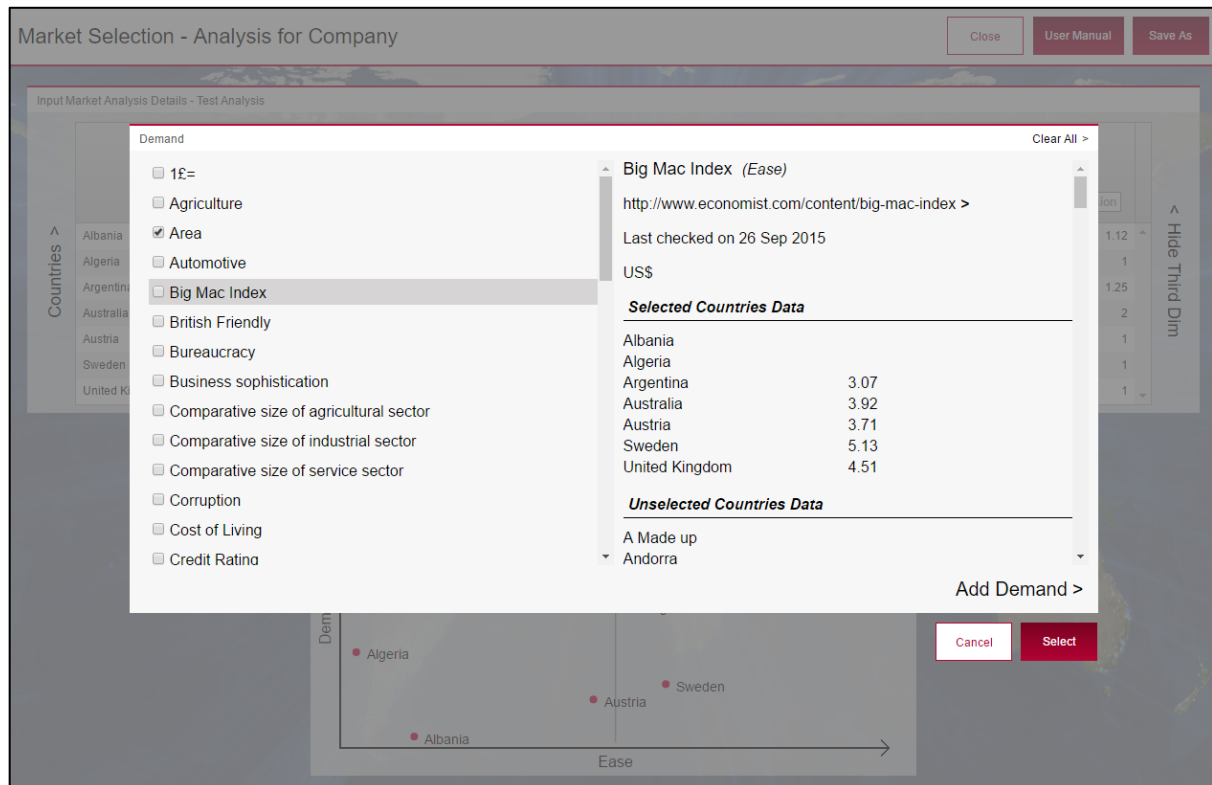 Market Selection - Analysis for Company
Close
User Manual
Save As
Input Market Analysis Details - Test Analysis
Demand
Clear All >
1£=
Agriculture
Area
Automotive
Big Mac Index
British Friendly
Bureaucracy
Business sophistication
Comparative size of agricultural sector
Comparative size of industrial sector
Comparative size of service sector
Corruption
Cost of Living
Credit Rating
Big Mac Index (Ease)
http://www.economist.com/content/big-mac-index >
Last checked on 26 Sep 2015
US$
Selected Countries Data
Albania
Algeria
Argentina 3.07
Australia 3.92
Austria 3.71
Sweden 5.13
United Kingdom 4.51
Unselected Countries Data
A Made up
Andorra
Add Demand >
Cancel
Select
Countries >
Albania 1.12
Algeria 1
Argentina 1.25
Australia 2
Austria 1
Sweden 1
United Ki 1
< Hide Third Dim
Dem
Algeria
Sweden
Austria
Albania
Ease